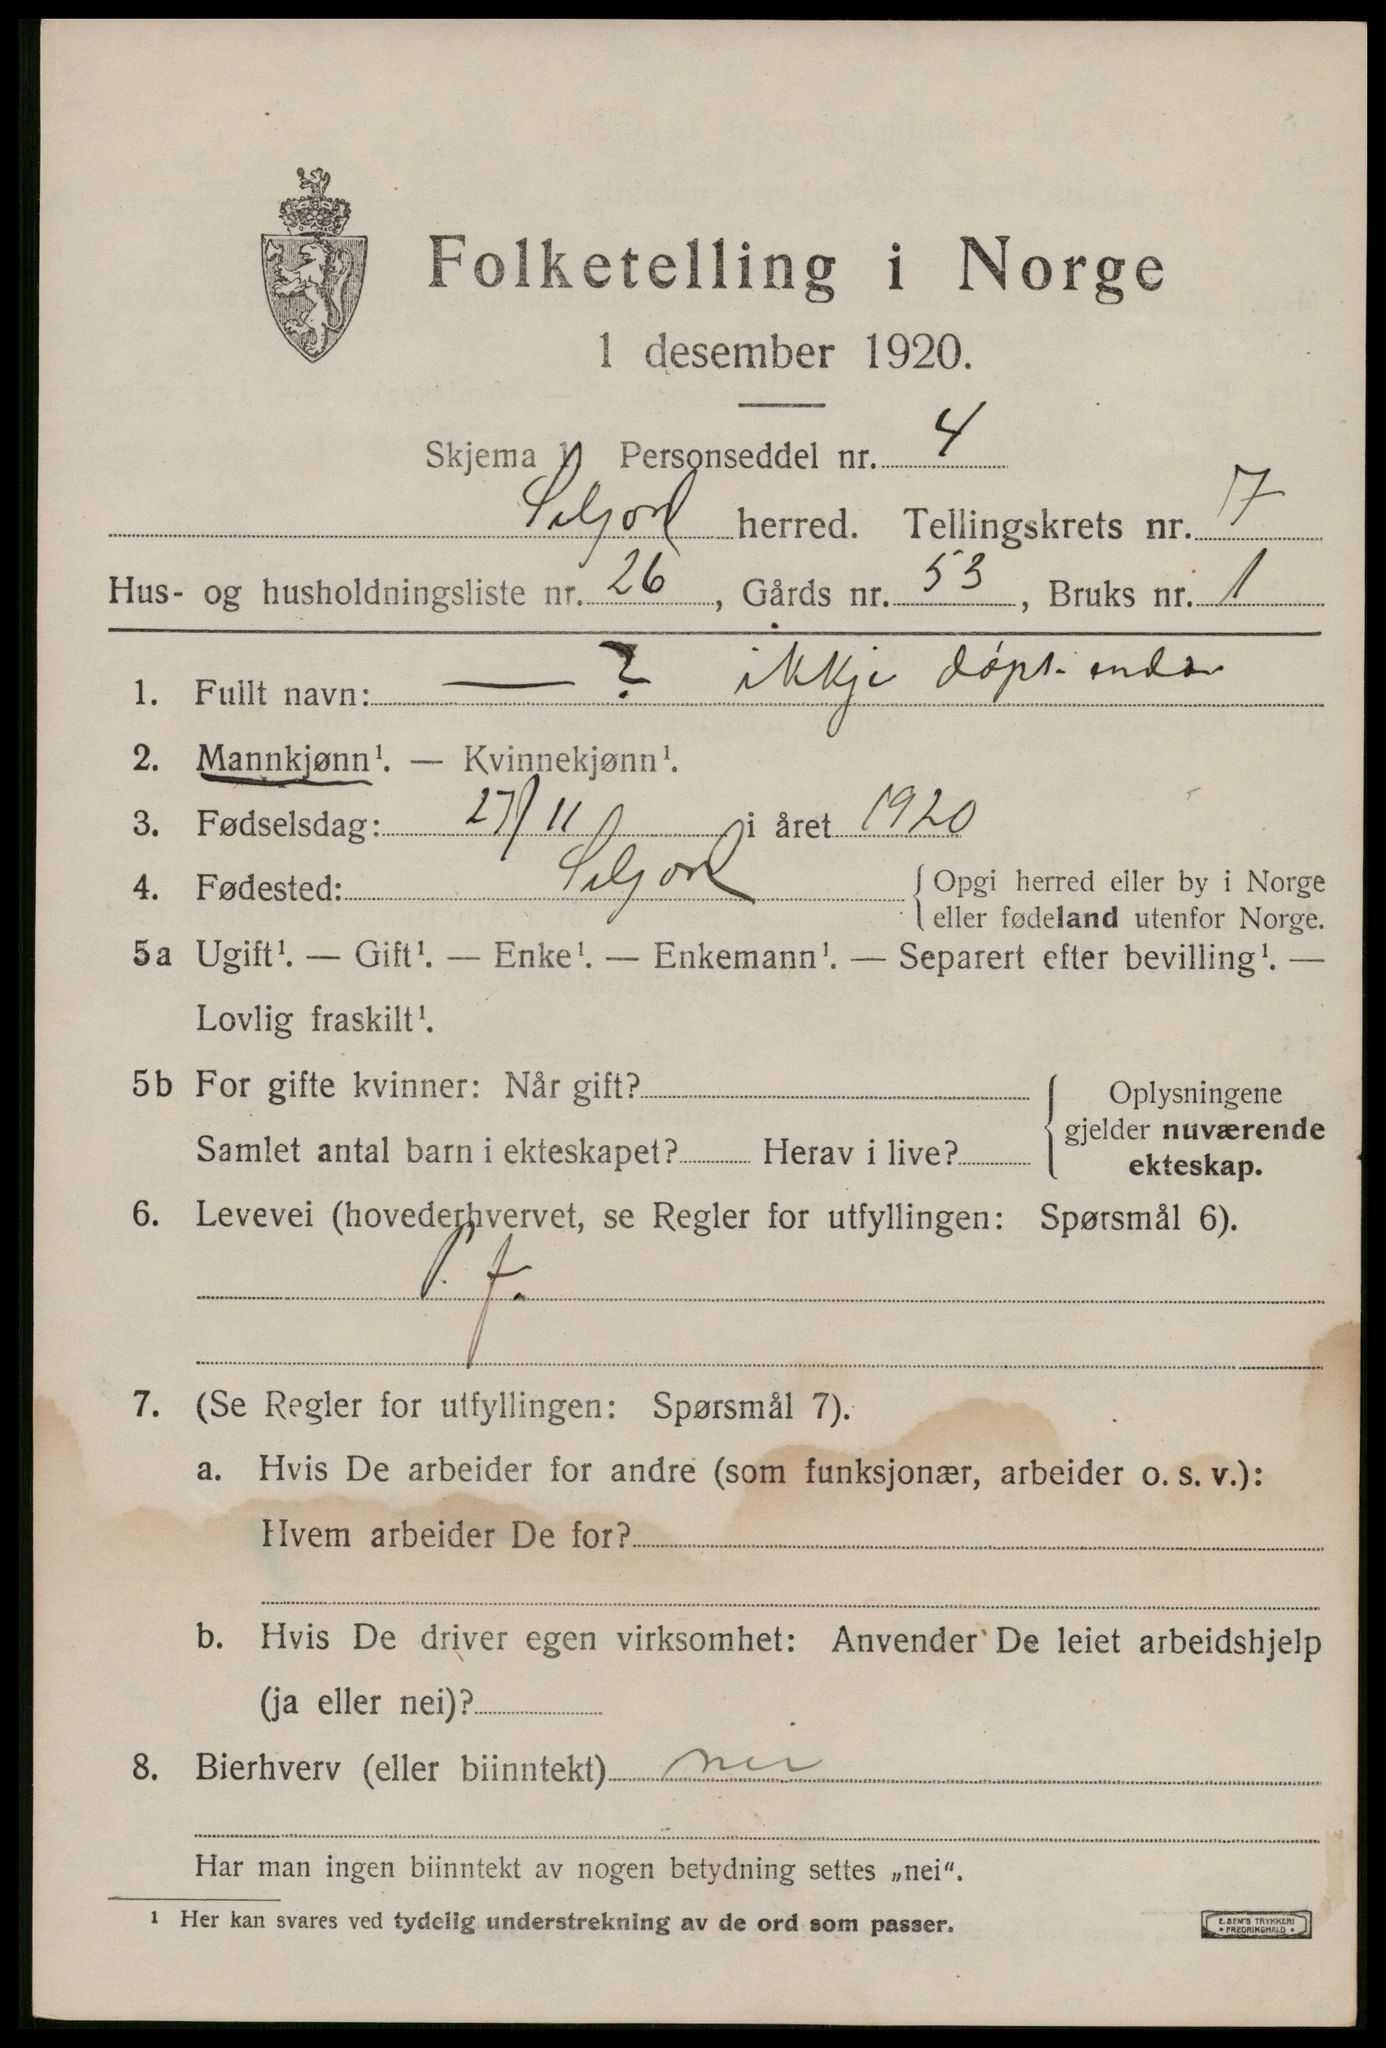 Folketelling i Norge
1 desember 1920.
Skjema 1 Personseddel nr. 4
Seljord herred. Tellingskrets nr. 7
Hus- og husholdningsliste nr. 26, Gårds nr. 53, Bruks nr. 1
1. Fullt navn: — ? ikkje døpt enda
2. Mannkjønn¹. — Kvinnekjønn¹.
3. Fødselsdag: 27/11 i året 1920
4. Fødested: Seljord {Opgi herred eller by i Norge
eller fødeland utenfor Norge.
5a Ugift¹. — Gift¹. — Enke¹. — Enkemann¹. — Separert efter bevilling¹. —
Lovlig fraskilt¹.
5b For gifte kvinner: Når gift?
Samlet antal barn i ekteskapet? Herav i live?
Oplysningene
gjelder nuværende
ekteskap.
6. Levevei (hovederhvervet, se Regler for utfyllingen: Spørsmål 6).
f.
7. (Se Regler for utfyllingen: Spørsmål 7).
a. Hvis De arbeider for andre (som funksjonær, arbeider o. s. v.):
Hvem arbeider De for?
b. Hvis De driver egen virksomhet: Anvender De leiet arbeidshjelp
(ja eller nei)?
8. Bierhverv (eller biinntekt) nei
Har man ingen biinntekt av nogen betydning settes „nei“.
¹ Her kan svares ved tydelig understrekning av de ord som passer.
E. SEM'S TRYKKERI
• FREDRIKSHALD •